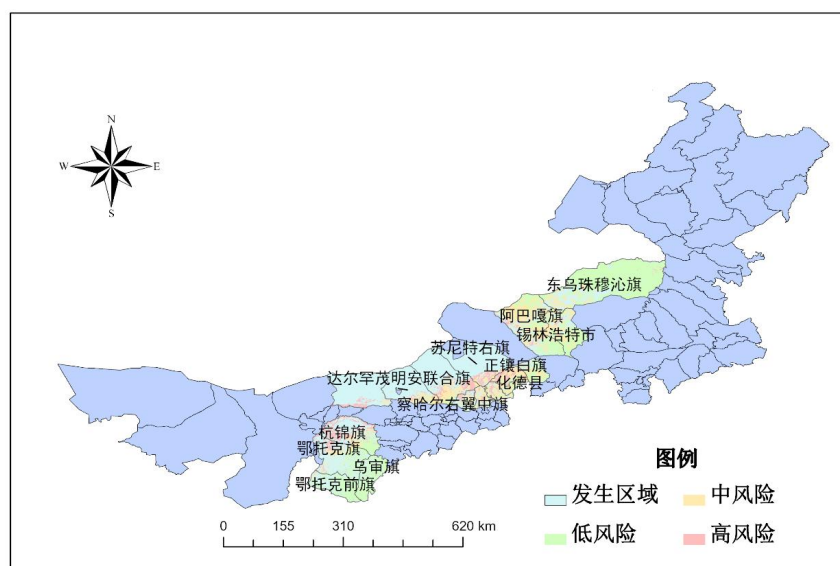 N
W E
S
东乌珠穆沁旗
阿巴嘎旗
锡林浩特市
苏尼特右旗
正镶白旗
达尔罕茂明安联合旗
化德县
察哈尔右翼中旗
杭锦旗
鄂托克旗
乌审旗
鄂托克前旗
图例
发生区域 中风险
低风险 高风险
0 155 310 620 km